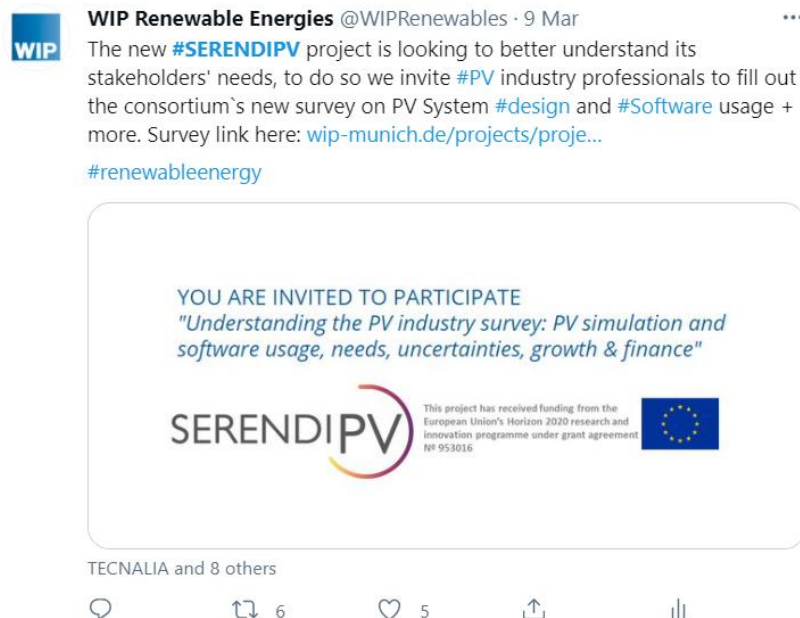 WIP
WIP Renewable Energies @WIPRenewables · 9 Mar
The new #SERENDIPV project is looking to better understand its
stakeholders' needs, to do so we invite #PV industry professionals to fill out
the consortium`s new survey on PV System #design and #Software usage +
more. Survey link here: wip-munich.de/projects/proje...
#renewableenergy
YOU ARE INVITED TO PARTICIPATE
"Understanding the PV industry survey: PV simulation and
software usage, needs, uncertainties, growth & finance"
SERENDIPV
This project has received funding from the
European Union's Horizon 2020 research and
innovation programme under grant agreement
Nº 953016
TECNALIA and 8 others
6
5